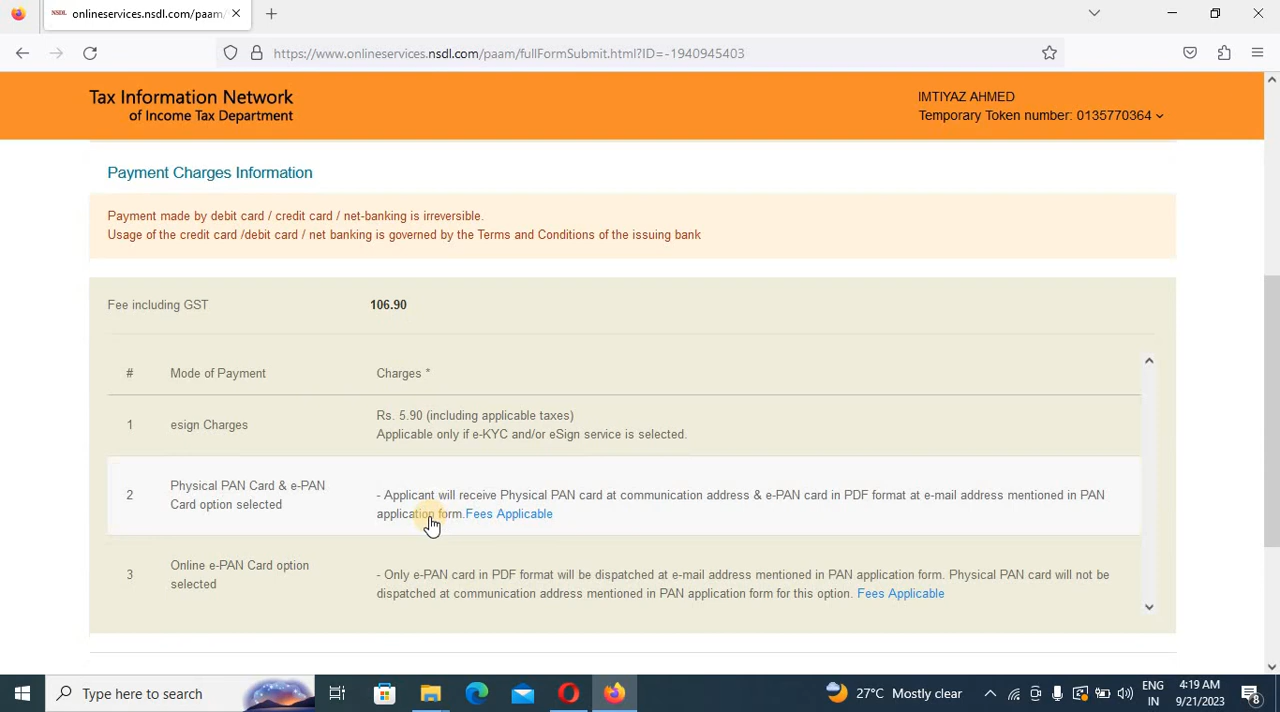 NSDL onlineservices.nsdl.com/paam/
https://www.onlineservices.nsdl.com/paam/fullFormSubmit.html?ID=-1940945403
Tax Information Network
of Income Tax Department
IMTIYAZ AHMED
Temporary Token number: 0135770364
Payment Charges Information
Payment made by debit card / credit card / net-banking is irreversible.
Usage of the credit card /debit card / net banking is governed by the Terms and Conditions of the issuing bank
Fee including GST 106.90
# Mode of Payment Charges *
1 esign Charges Rs. 5.90 (including applicable taxes)
Applicable only if e-KYC and/or eSign service is selected.
2 Physical PAN Card & e-PAN
Card option selected
- Applicant will receive Physical PAN card at communication address & e-PAN card in PDF format at e-mail address mentioned in PAN
application form.Fees Applicable
3 Online e-PAN Card option
selected
- Only e-PAN card in PDF format will be dispatched at e-mail address mentioned in PAN application form. Physical PAN card will not be
dispatched at communication address mentioned in PAN application form for this option. Fees Applicable
Type here to search
27°C Mostly clear
ENG
IN
4:19 AM
9/21/2023
8